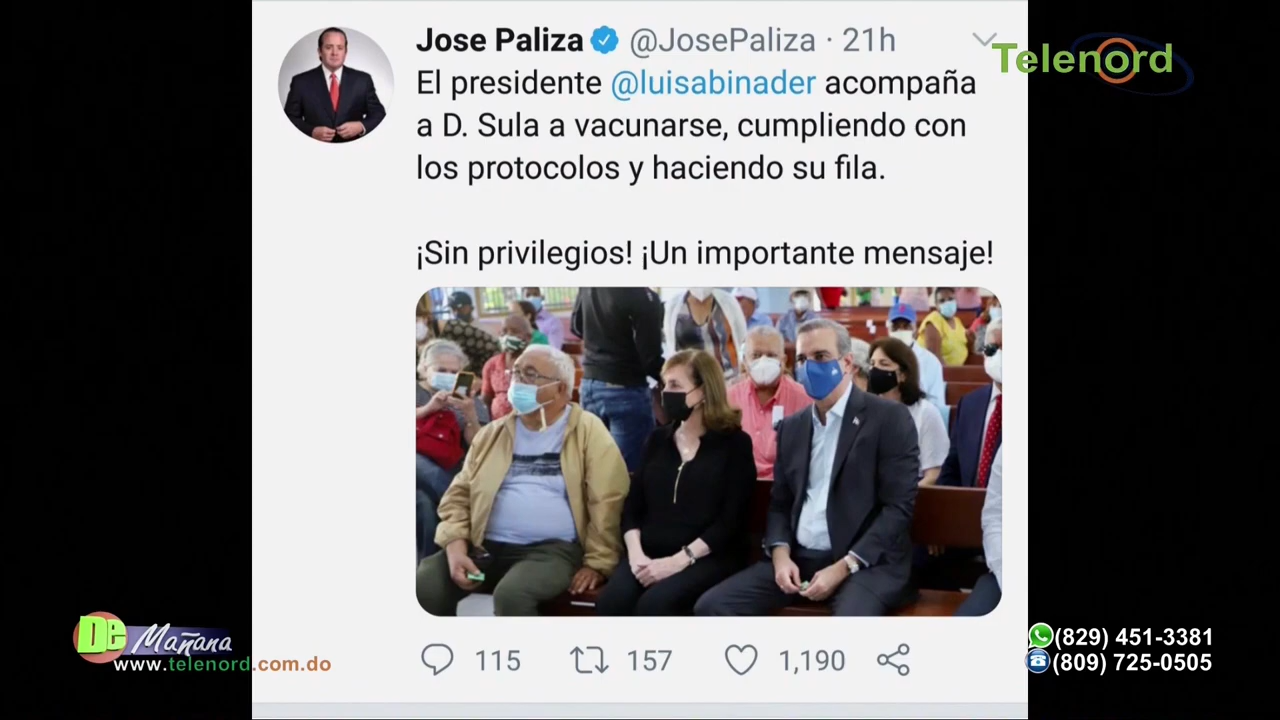 Jose Paliza @JosePaliza · 21h
Telenord
El presidente @luisabinader acompaña
a D. Sula a vacunarse, cumpliendo con
los protocolos y haciendo su fila.
¡Sin privilegios! ¡Un importante mensaje!
115 157 1,190
De Mañana
www.telenord.com.do
(829) 451-3381
(809) 725-0505